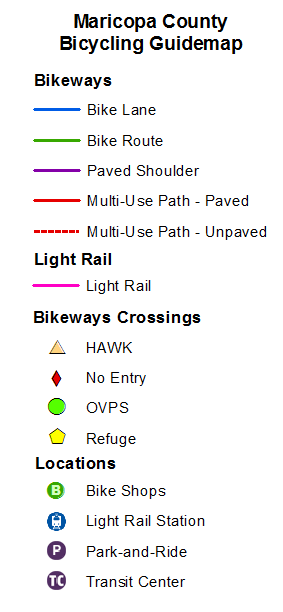 Maricopa County
Bicycling Guidemap
Bikeways
Bike Lane
Bike Route
Paved Shoulder
Multi-Use Path - Paved
Multi-Use Path - Unpaved
Light Rail
Light Rail
Bikeways Crossings
HAWK
No Entry
OVPS
Refuge
Locations
B Bike Shops
Light Rail Station
P Park-and-Ride
TC Transit Center